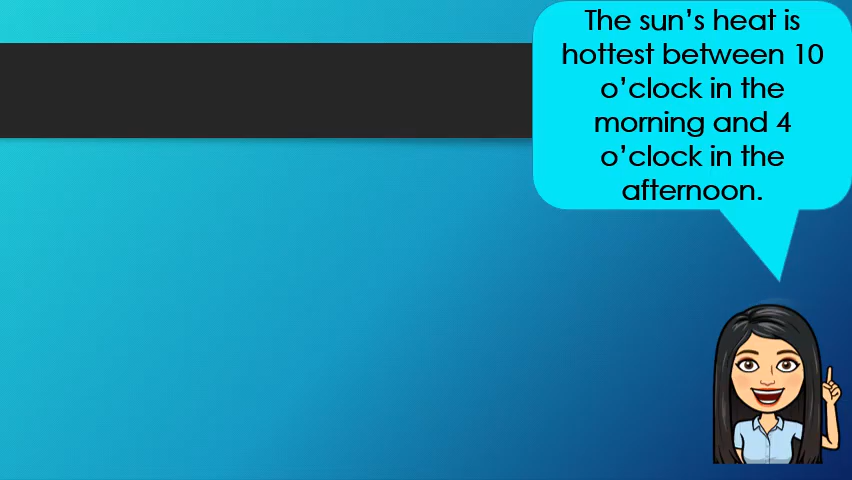 The sun’s heat is
hottest between 10
o’clock in the
morning and 4
o’clock in the
afternoon.